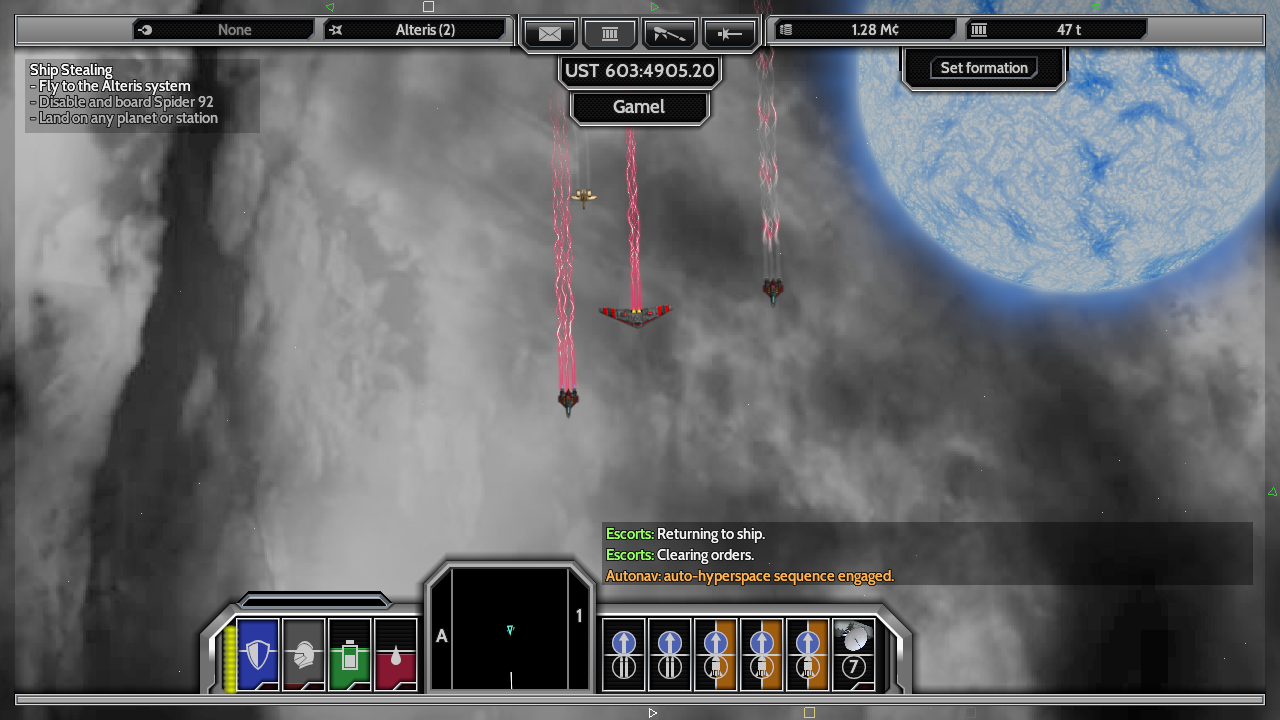 None
Alteris (2)
1.28 M¢
47 t
UST 603:4905.20
Gamel
Set formation
Ship Stealing
- Fly to the Alteris system
- Disable and board Spider 92
- Land on any planet or station
Escorts: Returning to ship.
Escorts: Clearing orders.
Autonav: auto-hyperspace sequence engaged.
A
1
7